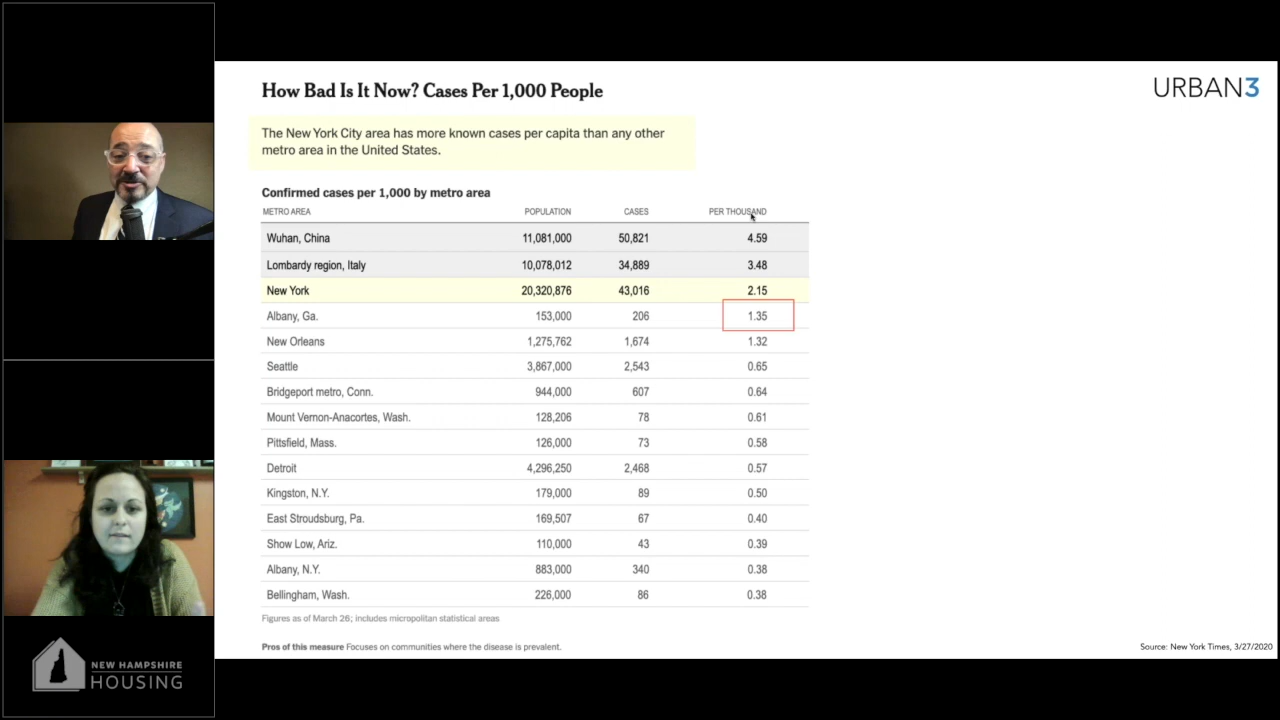 How Bad Is It Now? Cases Per 1,000 People
URBAN3
The New York City area has more known cases per capita than any other
metro area in the United States.
Confirmed cases per 1,000 by metro area
METRO AREA POPULATION CASES PER THOUSAND
Wuhan, China 11,081,000 50,821 4.59
Lombardy region, Italy 10,078,012 34,889 3.48
New York 20,320,876 43,016 2.15
Albany, Ga. 153,000 206 1.35
New Orleans 1,275,762 1,674 1.32
Seattle 3,867,000 2,543 0.65
Bridgeport metro, Conn. 944,000 607 0.64
Mount Vernon-Anacortes, Wash. 128,206 78 0.61
Pittsfield, Mass. 126,000 73 0.58
Detroit 4,296,250 2,468 0.57
Kingston, N.Y. 179,000 89 0.50
East Stroudsburg, Pa. 169,507 67 0.40
Show Low, Ariz. 110,000 43 0.39
Albany, N.Y. 883,000 340 0.38
Bellingham, Wash. 226,000 86 0.38
Figures as of March 26; includes micropolitan statistical areas
Pros of this measure Focuses on communities where the disease is prevalent.
Source: New York Times, 3/27/2020
NEW HAMPSHIRE
HOUSING